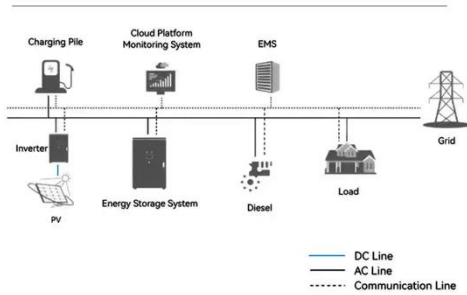 Charging Pile
Cloud Platform
Monitoring System
EMS
Grid
Inverter
PV
Energy Storage System
Diesel
Load
DC Line
AC Line
Communication Line